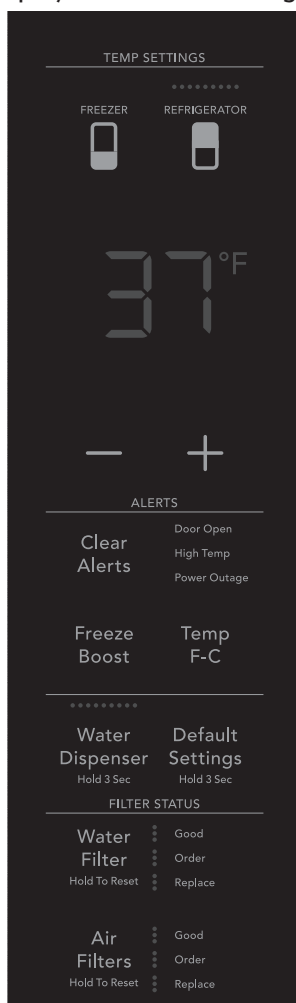 TEMP SETTINGS
FREEZER REFRIGERATOR
37°F
— +
ALERTS
Clear
Alerts
Door Open
High Temp
Power Outage
Freeze
Boost
Temp
F-C
Water
Dispenser
Hold 3 Sec
Default
Settings
Hold 3 Sec
FILTER STATUS
Water
Filter
Hold To Reset
Good
Order
Replace
Air
Filters
Hold To Reset
Good
Order
Replace